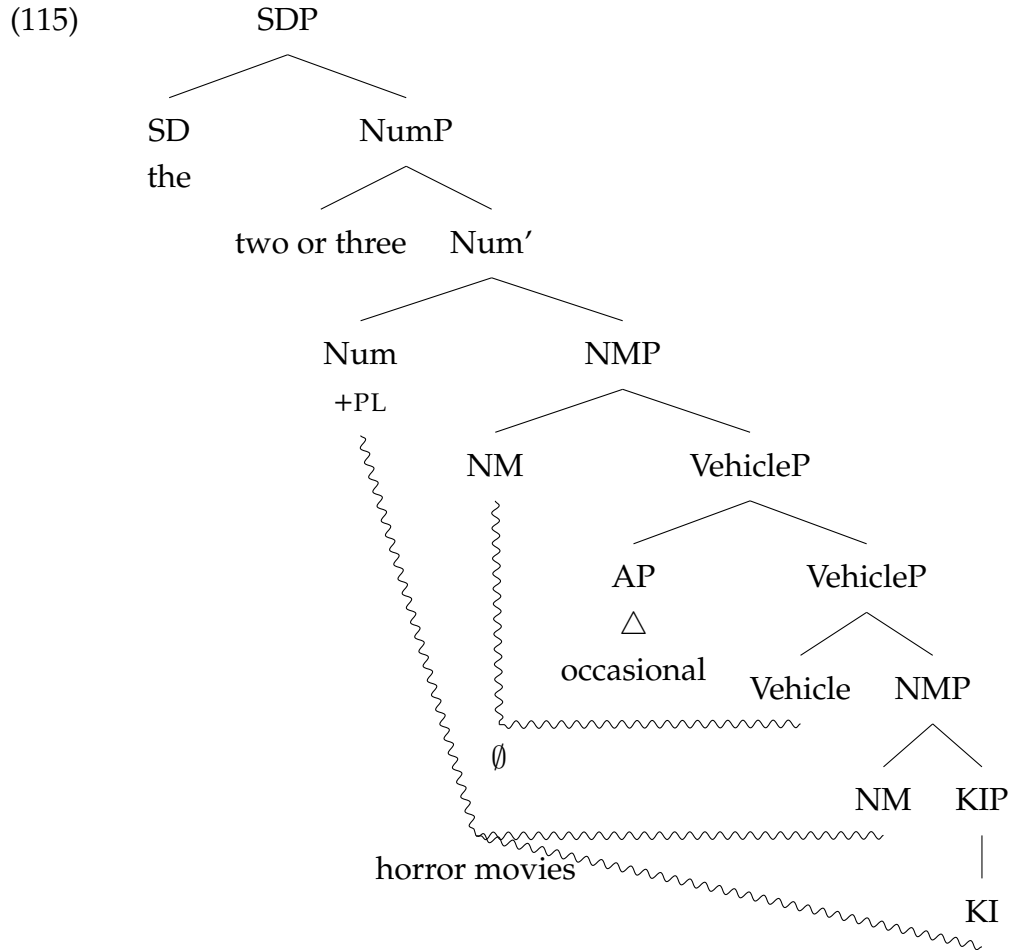 (115) SDP
SD NumP
the
two or three Num′
Num NMP
+PL
NM VehicleP
AP VehicleP
△
occasional
Vehicle NMP
∅
NM KIP
horror movies
KI